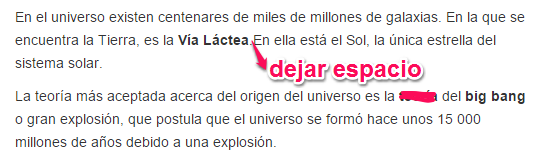 En el universo existen centenares de miles de millones de galaxias. En la que se
encuentra la Tierra, es la Vía Láctea.En ella está el Sol, la única estrella del
sistema solar.
dejar espacio
La teoría más aceptada acerca del origen del universo es la del big bang
o gran explosión, que postula que el universo se formó hace unos 15 000
millones de años debido a una explosión.